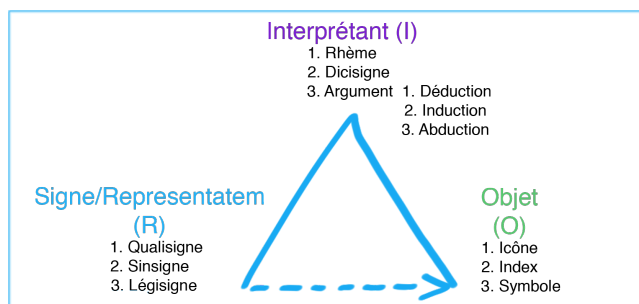 Interprétant (I)
1. Rhème
2. Dicisigne
3. Argument
1. Déduction
2. Induction
3. Abduction
Signe/Representatem
(R)
1. Qualisigne
2. Sinsigne
3. Légisigne
Objet
(O)
1. Icône
2. Index
3. Symbole